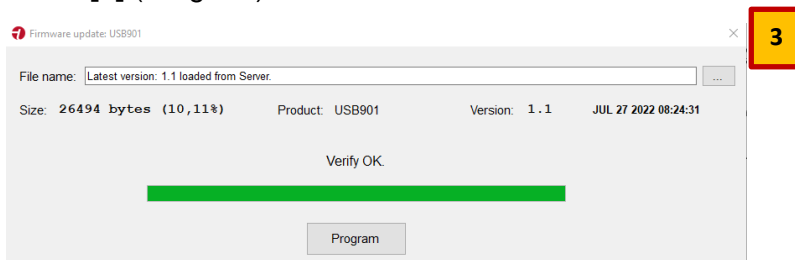 Firmware update: USB901
3
File name: Latest version: 1.1 loaded from Server. ...
Size: 26494 bytes (10,11%) Product: USB901 Version: 1.1 JUL 27 2022 08:24:31
Verify OK.
Program